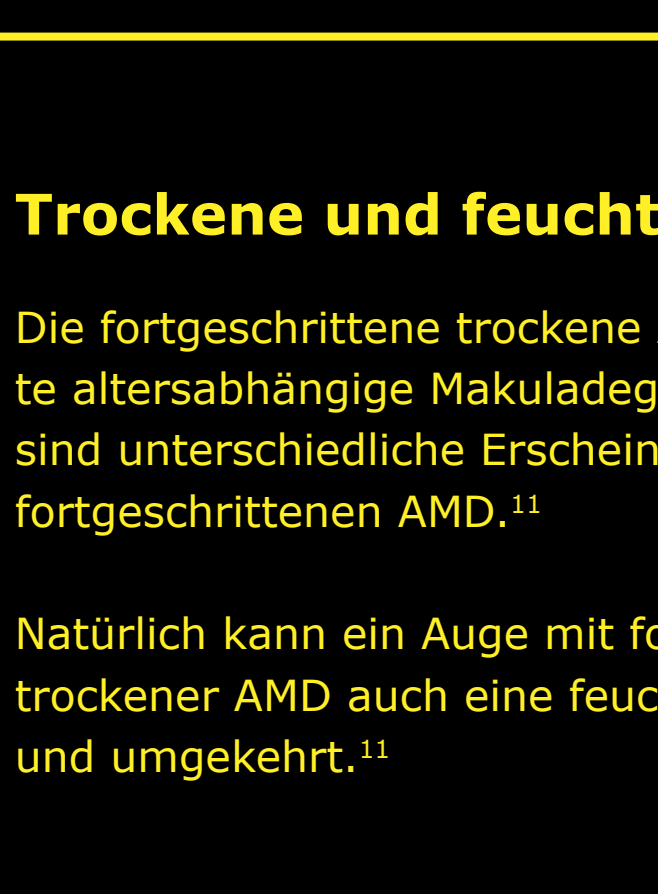 Trockene und feucht
Die fortgeschrittene trockene
te altersabhängige Makuladeg
sind unterschiedliche Erschein
fortgeschrittenen AMD.¹¹
Natürlich kann ein Auge mit fo
trockener AMD auch eine feuc
und umgekehrt.¹¹